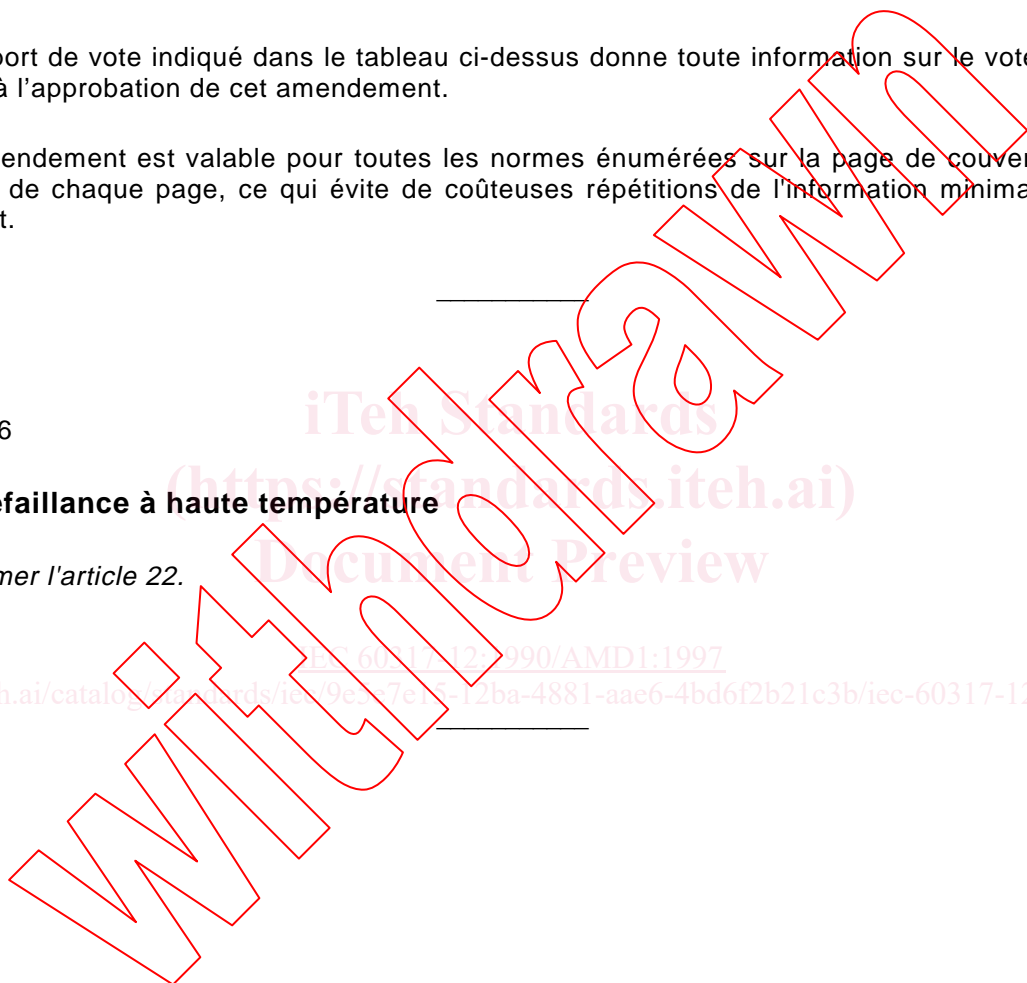 port de vote indiqué dans le tableau ci-dessus donne toute information sur le vote
à l'approbation de cet amendement.
endement est valable pour toutes les normes énumérées sur la page de couver
de chaque page, ce qui évite de coûteuses répétitions de l'information minima
t.
iTeh Standards
6
(https://standards.iteh.ai)
éfaillance à haute température
Document Preview
mer l'article 22.
IEC 60317-12:1990/AMD1:1997
h.ai/catalog/standards/iec/9e5e7e15-12ba-4881-aae6-4bd6f2b21c3b/iec-60317-12
withdrawn